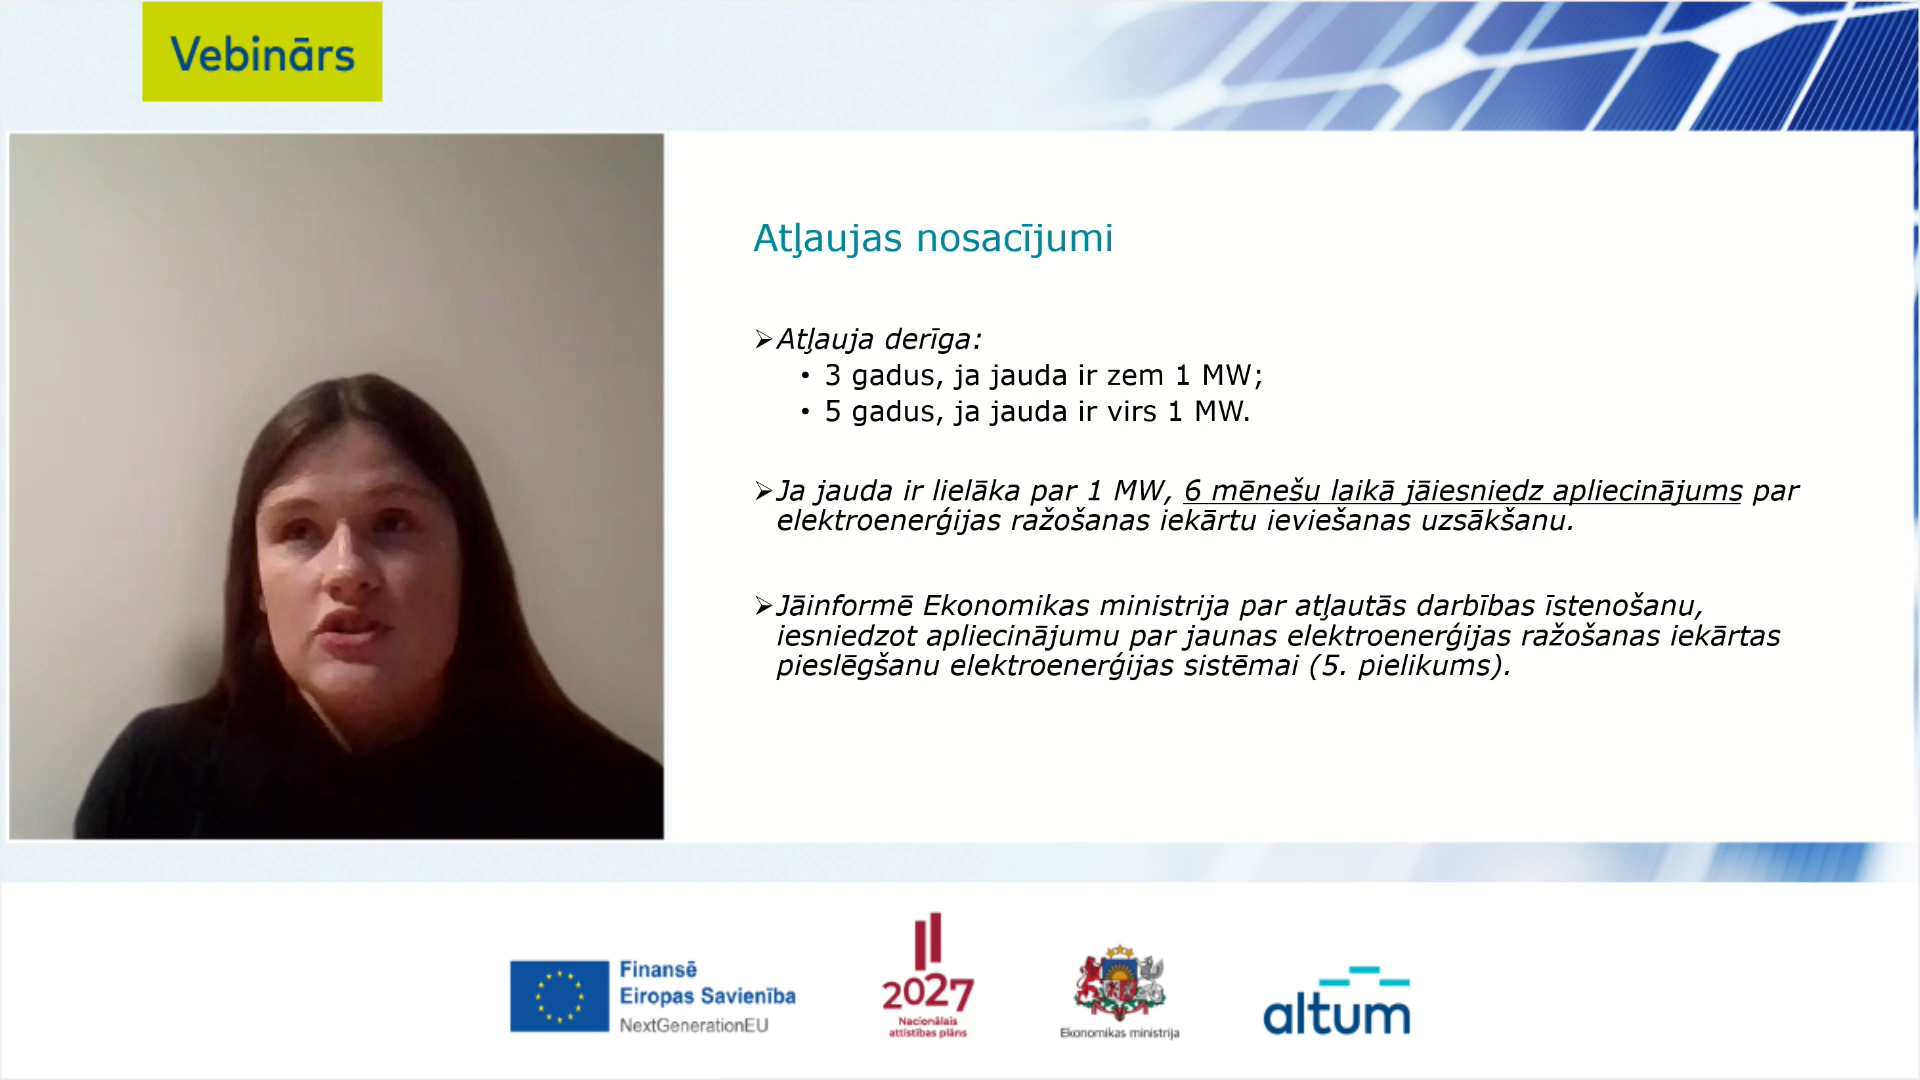 Vebinārs
Atļaujas nosacījumi
Atļauja derīga:
3 gadus, ja jauda ir zem 1 MW;
5 gadus, ja jauda ir virs 1 MW.
Ja jauda ir lielāka par 1 MW, 6 mēnešu laikā jāiesniedz apliecinājums par
elektroenerģijas ražošanas iekārtu ieviešanas uzsākšanu.
Jāinformē Ekonomikas ministrija par atļautās darbības īstenošanu,
iesniedzot apliecinājumu par jaunas elektroenerģijas ražošanas iekārtas
pieslēgšanu elektroenerģijas sistēmai (5. pielikums).
Finansē
Eiropas Savienība
NextGenerationEU
2027
Nacionālais
attīstības plāns
Ekonomikas ministrija
altum